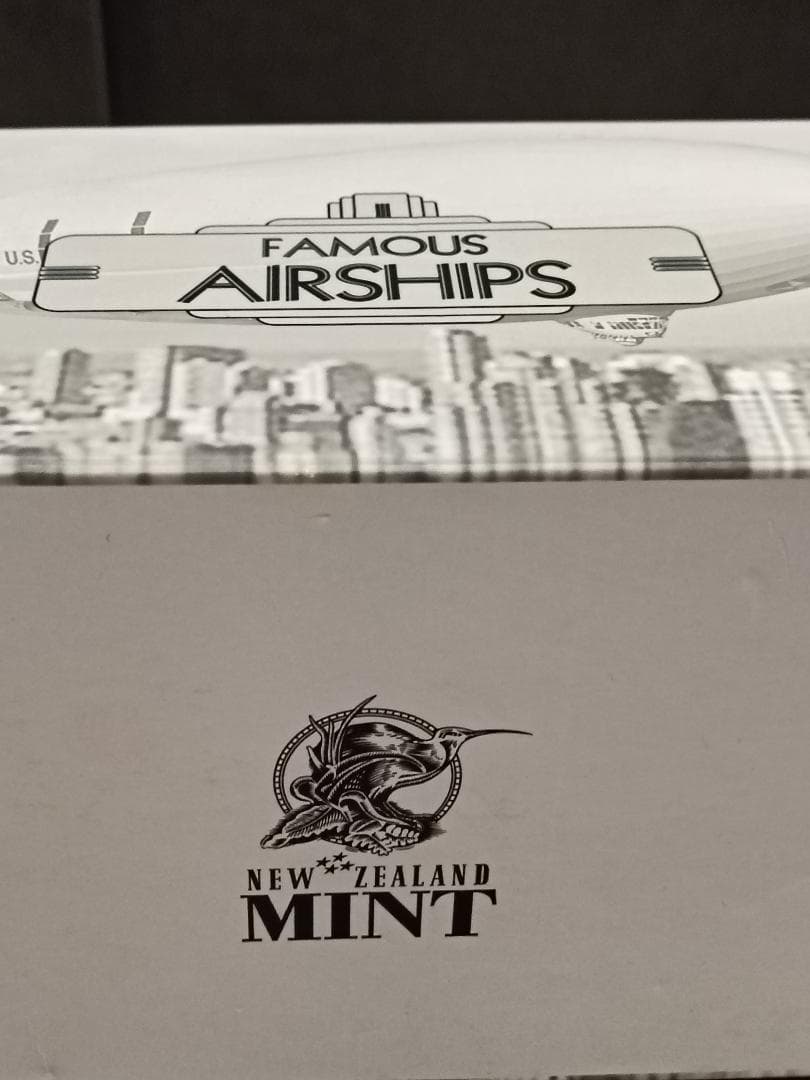 U.S.
FAMOUS
AIRSHIPS
NEW ZEALAND
MINT